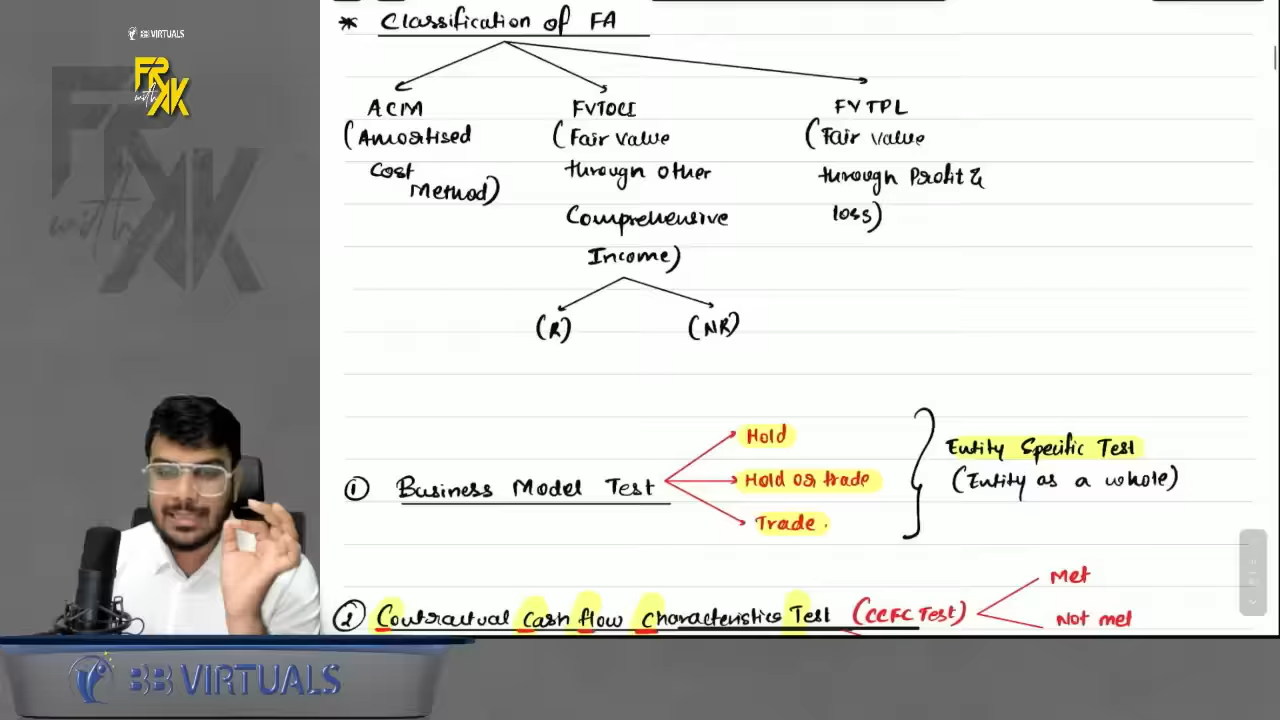 BB VIRTUALS
FR
with
KK
* Classification of FA
ACM
(Amortised
Cost
Method)
FVTOCI
(Fair value
through other
Comprehensive
Income)
(R)
(NR)
FVTPL
(Fair value
through Profit &
loss)
① Business Model Test
Hold
Hold or trade
Trade.
Entity Specific Test
(Entity as a whole)
② Contractual Cash flow Characteristics Test (CCFC Test)
Met
Not met
BB VIRTUALS